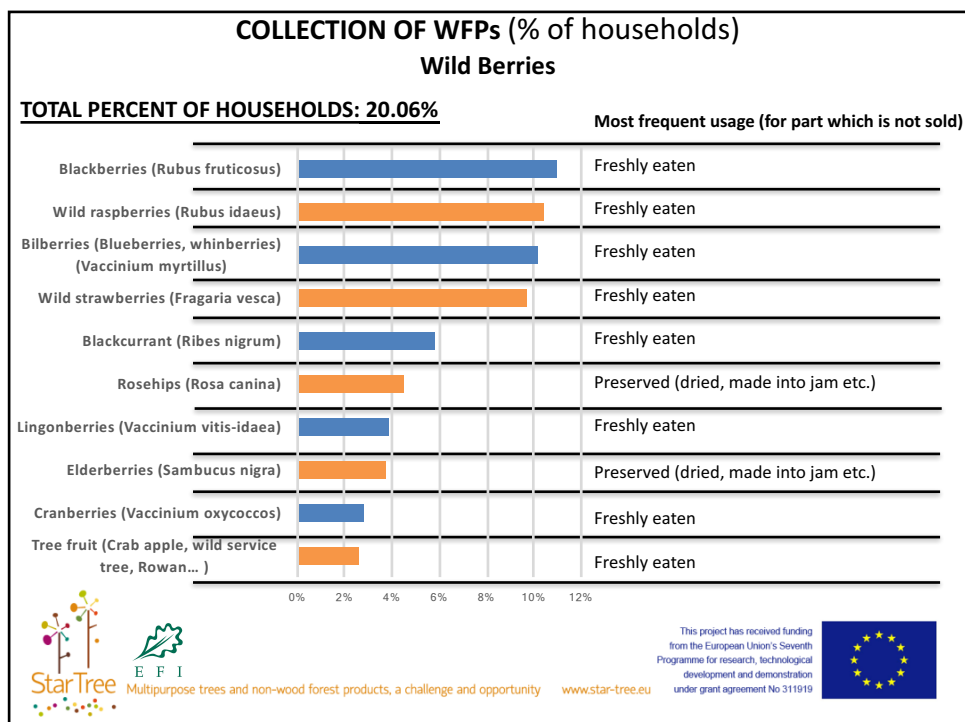 COLLECTION OF WFPs (% of households)
Wild Berries
TOTAL PERCENT OF HOUSEHOLDS: 20.06%
Most frequent usage (for part which is not sold)
Blackberries (Rubus fruticosus)
Freshly eaten
Wild raspberries (Rubus idaeus)
Freshly eaten
Bilberries (Blueberries, whinberries)
(Vaccinium myrtillus)
Freshly eaten
Wild strawberries (Fragaria vesca)
Freshly eaten
Blackcurrant (Ribes nigrum)
Freshly eaten
Rosehips (Rosa canina)
Preserved (dried, made into jam etc.)
Lingonberries (Vaccinium vitis-idaea)
Freshly eaten
Elderberries (Sambucus nigra)
Preserved (dried, made into jam etc.)
Cranberries (Vaccinium oxycoccos)
Freshly eaten
Tree fruit (Crab apple, wild service
tree, Rowan... )
Freshly eaten
0% 2% 4% 6% 8% 10% 12%
StarTree
EFI
Multipurpose trees and non-wood forest products, a challenge and opportunity www.star-tree.eu
This project has received funding
from the European Union's Seventh
Programme for research, technological
development and demonstration
under grant agreement No 311919